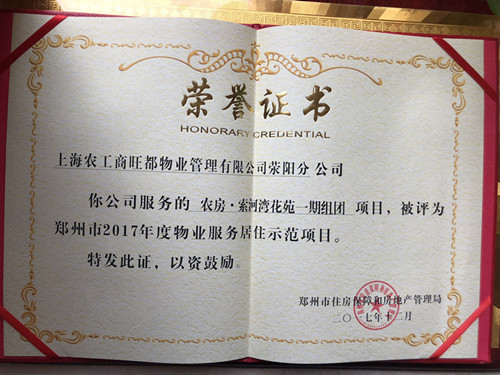 荣誉证书
HONORARY CREDENTIAL
上海农工商旺都物业管理有限公司荥阳分公司
你公司服务的 农房·索河湾花苑一期组团 项目，被评为
郑州市2017年度物业服务居住示范项目。
特发此证，以资鼓励。
郑州市住房保障和房地产管理局
二〇一七年十二月